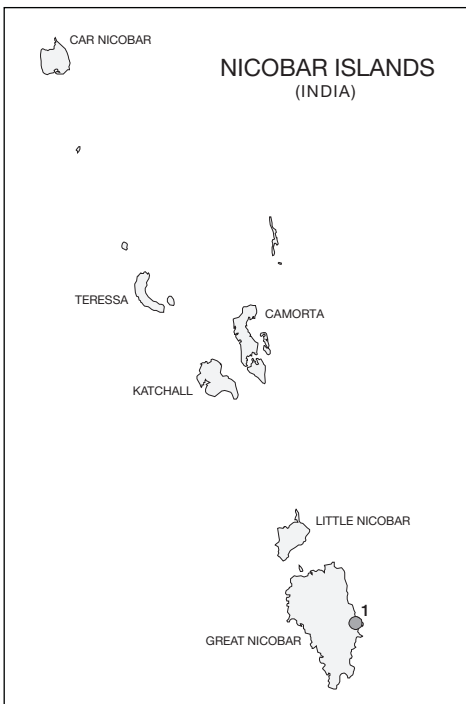 CAR NICOBAR
NICOBAR ISLANDS
(INDIA)
TERESSA
CAMORTA
KATCHALL
LITTLE NICOBAR
1
GREAT NICOBAR